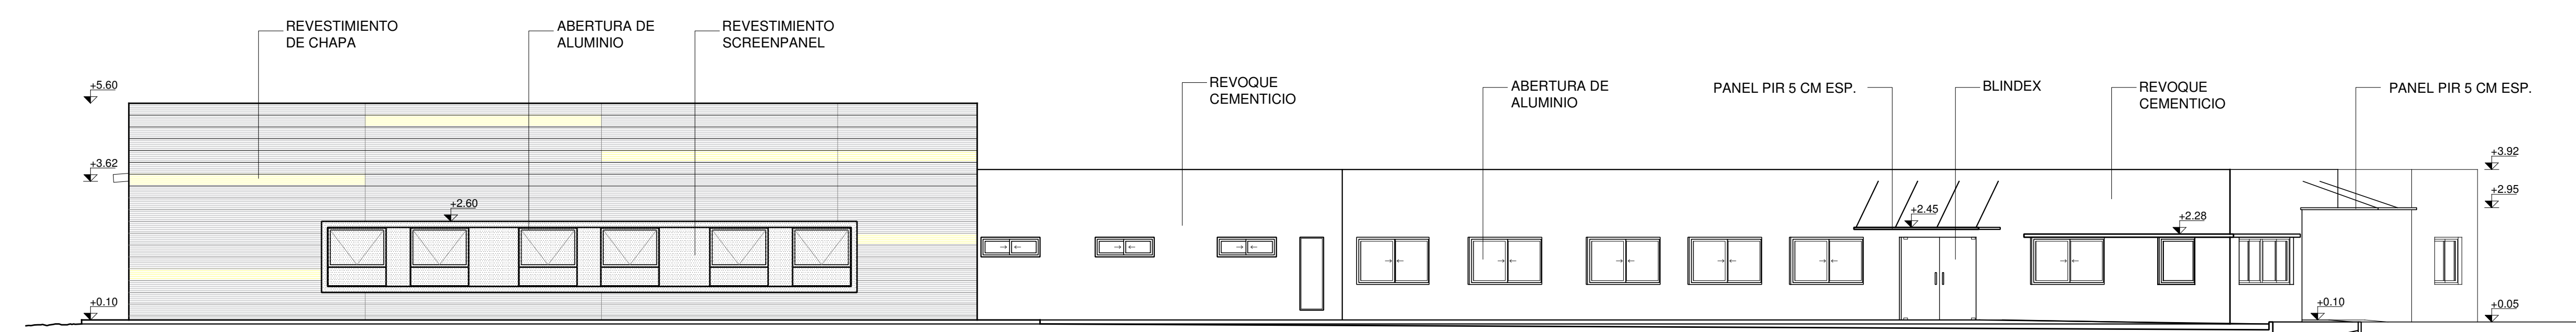 REVESTIMIENTO
DE CHAPA
ABERTURA DE
ALUMINIO
REVESTIMIENTO
SCREENPANEL
REVOQUE
CEMENTICIO
ABERTURA DE
ALUMINIO
PANEL PIR 5 CM ESP.
BLINDEX
REVOQUE
CEMENTICIO
PANEL PIR 5 CM ESP.
+5.60
+3.62
+2.60
+0.10
+2.45
+2.28
+3.92
+2.95
+0.10
+0.05